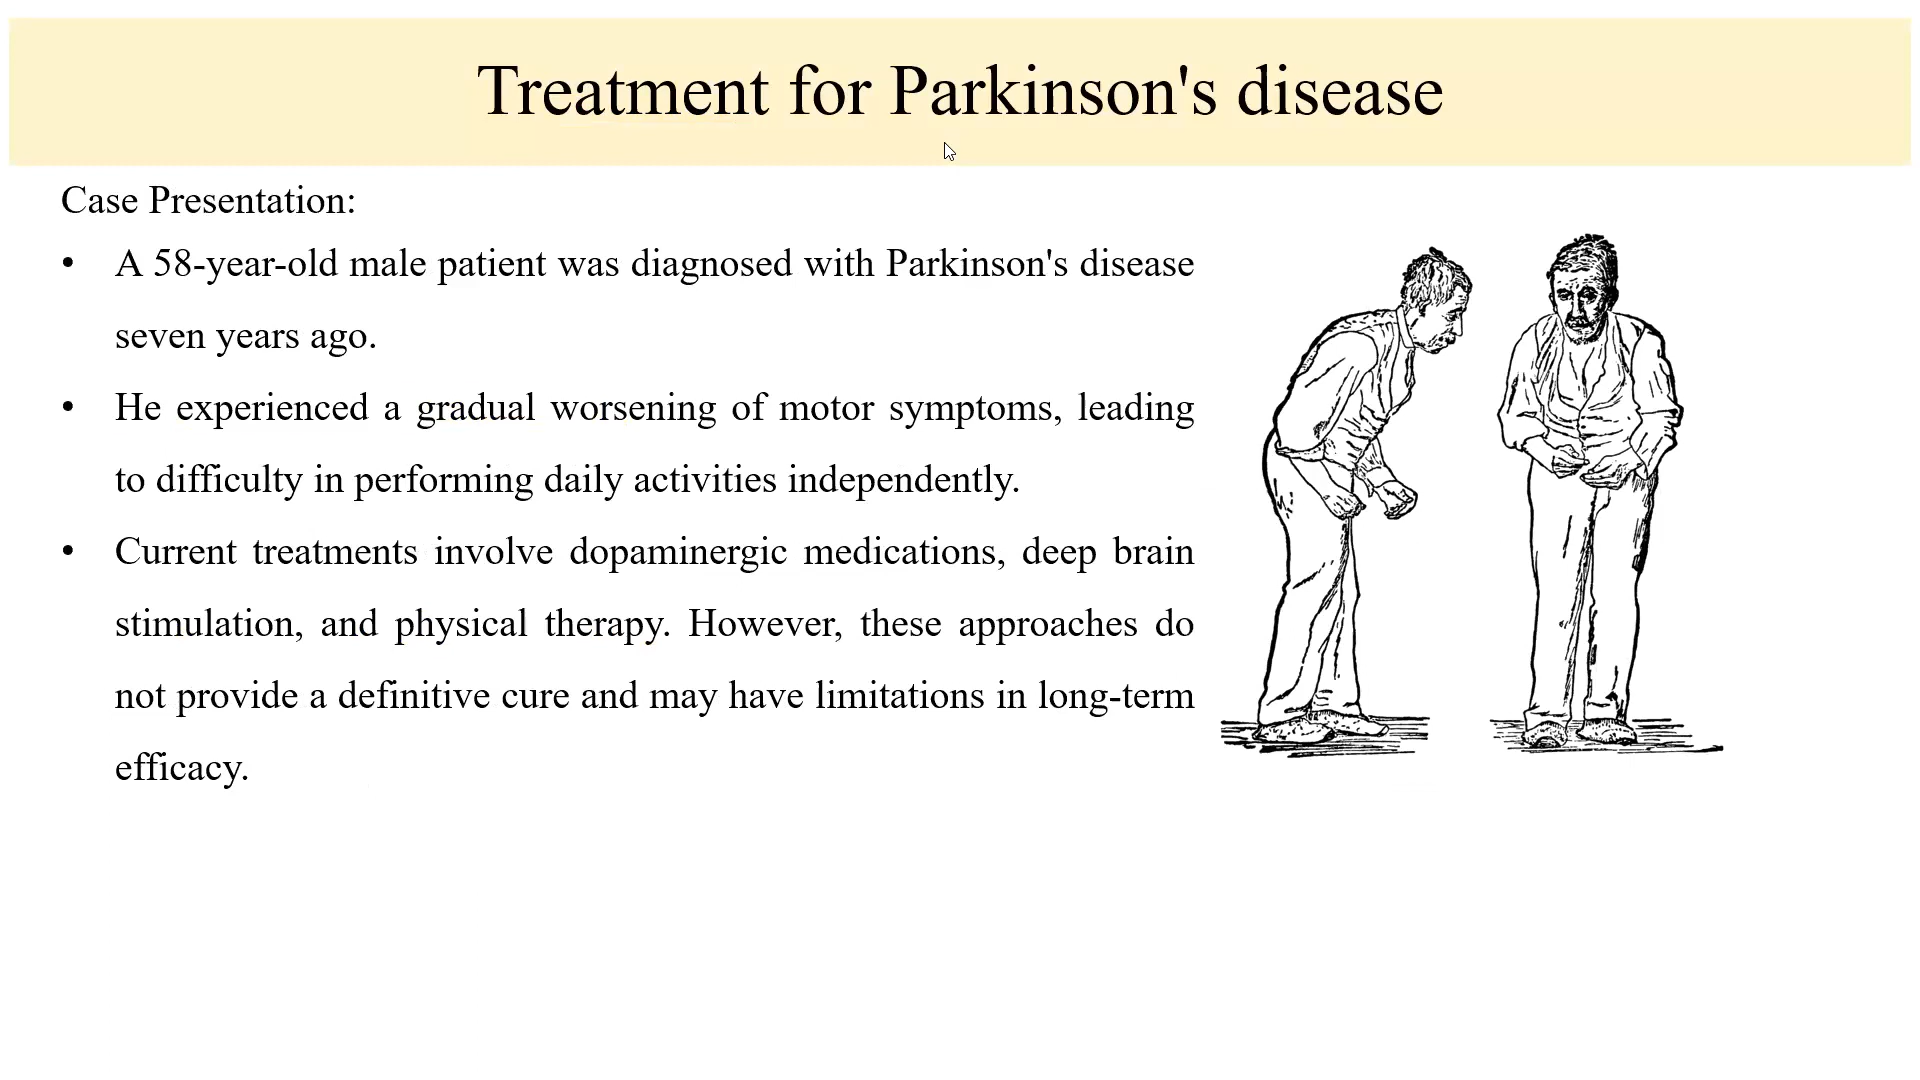 Treatment for Parkinson's disease
Case Presentation:
• A 58-year-old male patient was diagnosed with Parkinson's disease
seven years ago.
• He experienced a gradual worsening of motor symptoms, leading
to difficulty in performing daily activities independently.
• Current treatments involve dopaminergic medications, deep brain
stimulation, and physical therapy. However, these approaches do
not provide a definitive cure and may have limitations in long-term
efficacy.